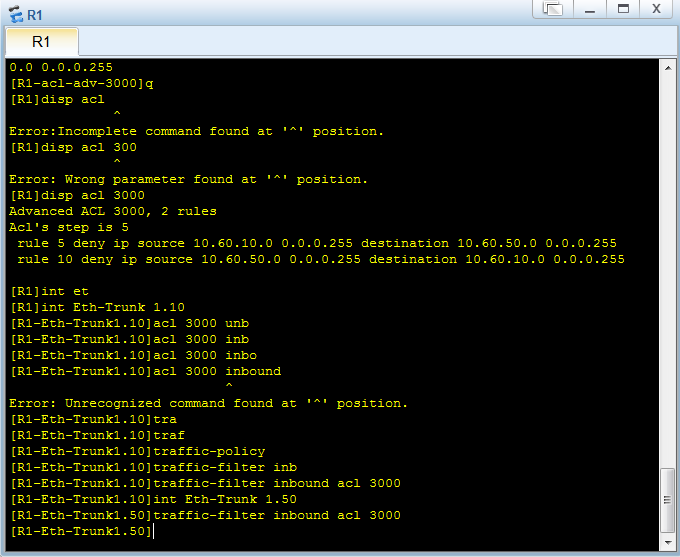 R1
R1
0.0 0.0.0.255
[R1-acl-adv-3000]q
[R1]disp acl
^
Error:Incomplete command found at '^' position.
[R1]disp acl 300
^
Error: Wrong parameter found at '^' position.
[R1]disp acl 3000
Advanced ACL 3000, 2 rules
Acl's step is 5
rule 5 deny ip source 10.60.10.0 0.0.0.255 destination 10.60.50.0 0.0.0.255
rule 10 deny ip source 10.60.50.0 0.0.0.255 destination 10.60.10.0 0.0.0.255
[R1]int et
[R1]int Eth-Trunk 1.10
[R1-Eth-Trunk1.10]acl 3000 unb
[R1-Eth-Trunk1.10]acl 3000 inb
[R1-Eth-Trunk1.10]acl 3000 inbo
[R1-Eth-Trunk1.10]acl 3000 inbound
^
Error: Unrecognized command found at '^' position.
[R1-Eth-Trunk1.10]tra
[R1-Eth-Trunk1.10]traf
[R1-Eth-Trunk1.10]traffic-policy
[R1-Eth-Trunk1.10]traffic-filter inb
[R1-Eth-Trunk1.10]traffic-filter inbound acl 3000
[R1-Eth-Trunk1.10]int Eth-Trunk 1.50
[R1-Eth-Trunk1.50]traffic-filter inbound acl 3000
[R1-Eth-Trunk1.50]